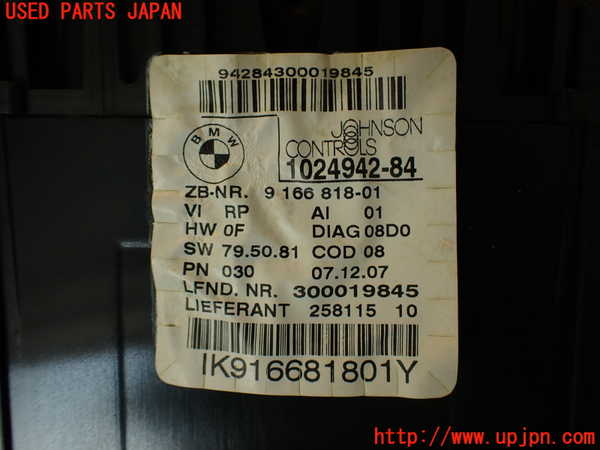 USED PARTS JAPAN
94284300019845
BMW
JOHNSON
CONTROLS
1024942-84
ZB-NR. 9 166 818-01
VI RP AI 01
HW 0F DIAG 08D0
SW 79.50.81 COD 08
PN 030 07.12.07
LFND. NR. 300019845
LIEFERANT 258115 10
IK916681801Y
http://www.upjpn.com/